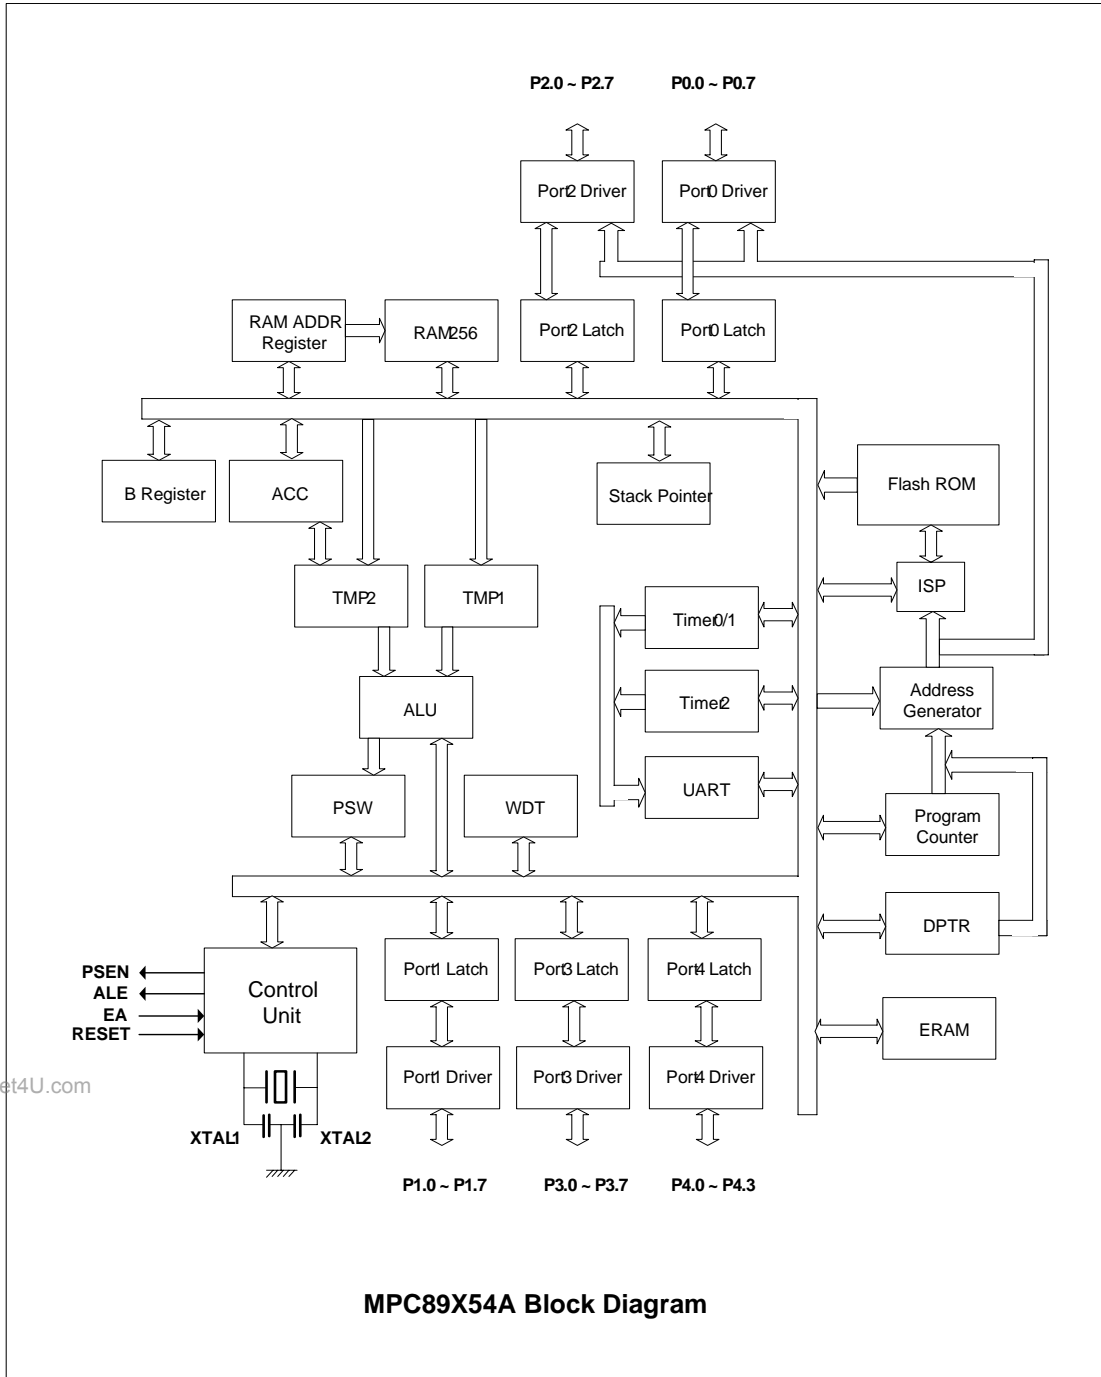 P2.0 ~ P2.7
P0.0 ~ P0.7
Port2 Driver
Port0 Driver
RAM ADDR
Register
RAM256
Port2 Latch
Port0 Latch
B Register
ACC
Stack Pointer
Flash ROM
TMP2
TMP1
ISP
Timer0/1
ALU
Timer2
Address
Generator
PSW
WDT
UART
Program
Counter
DPTR
PSEN
ALE
EA
RESET
Control
Unit
Port1 Latch
Port3 Latch
Port4 Latch
ERAM
Port1 Driver
Port3 Driver
Port4 Driver
et4U.com
XTAL1
XTAL2
P1.0 ~ P1.7
P3.0 ~ P3.7
P4.0 ~ P4.3
MPC89X54A Block Diagram